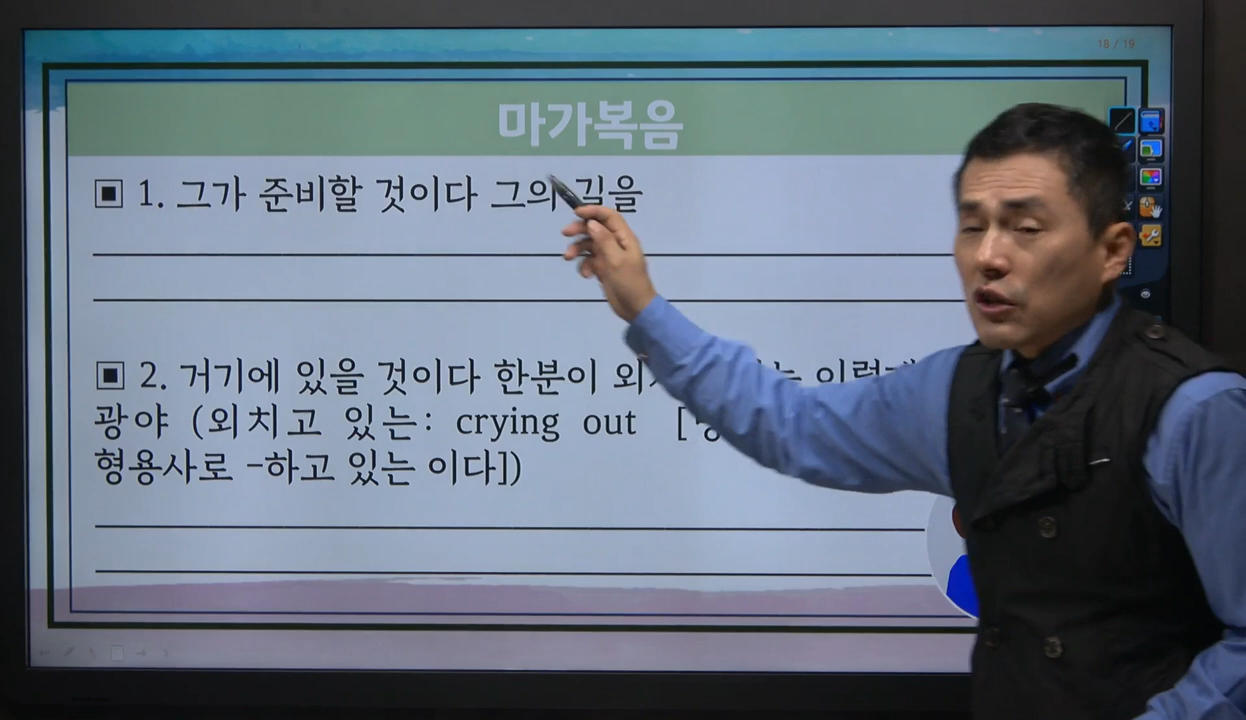 18 / 19
마가복음
▣ 1. 그가 준비할 것이다 그의 길을
▣ 2. 거기에 있을 것이다 한분이
광야 (외치고 있는: crying out [
형용사로 -하고 있는 이다])